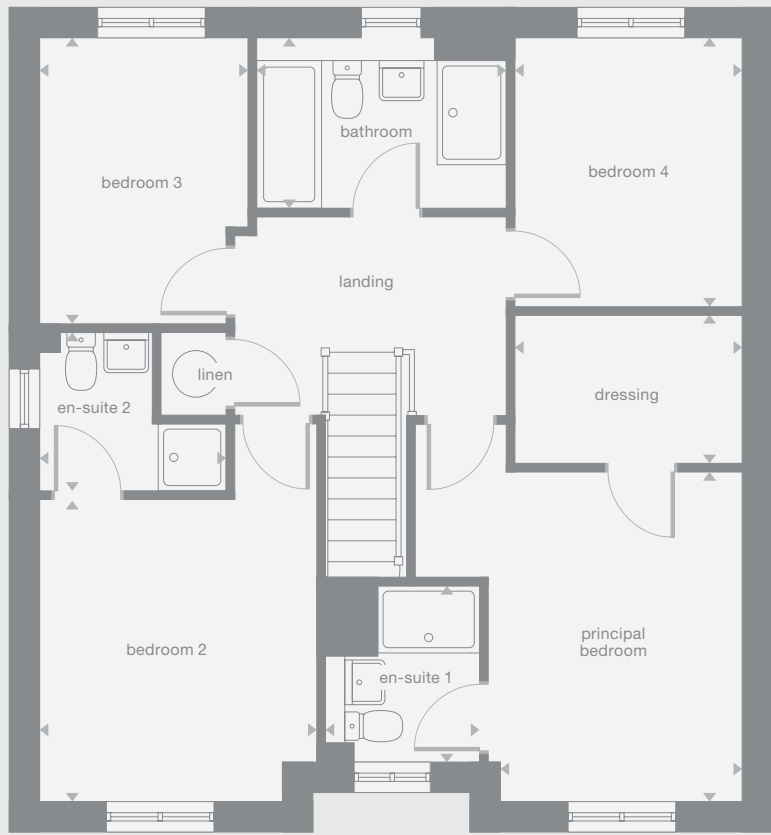 bathroom
bedroom 3
bedroom 4
landing
linen
dressing
en-suite 2
principal
bedroom
bedroom 2
en-suite 1